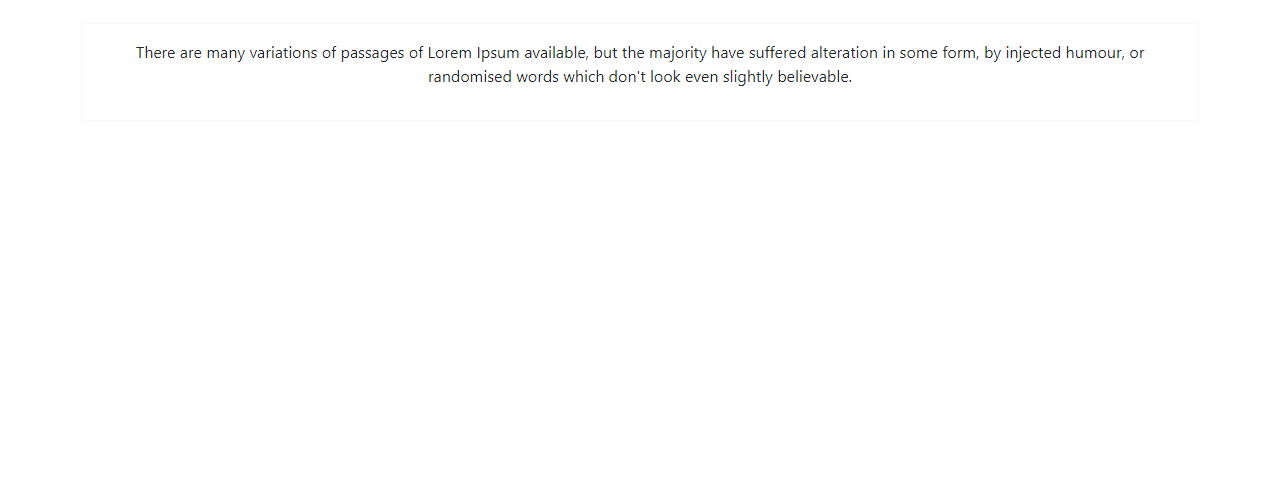 There are many variations of passages of Lorem Ipsum available, but the majority have suffered alteration in some form, by injected humour, or
randomised words which don't look even slightly believable.